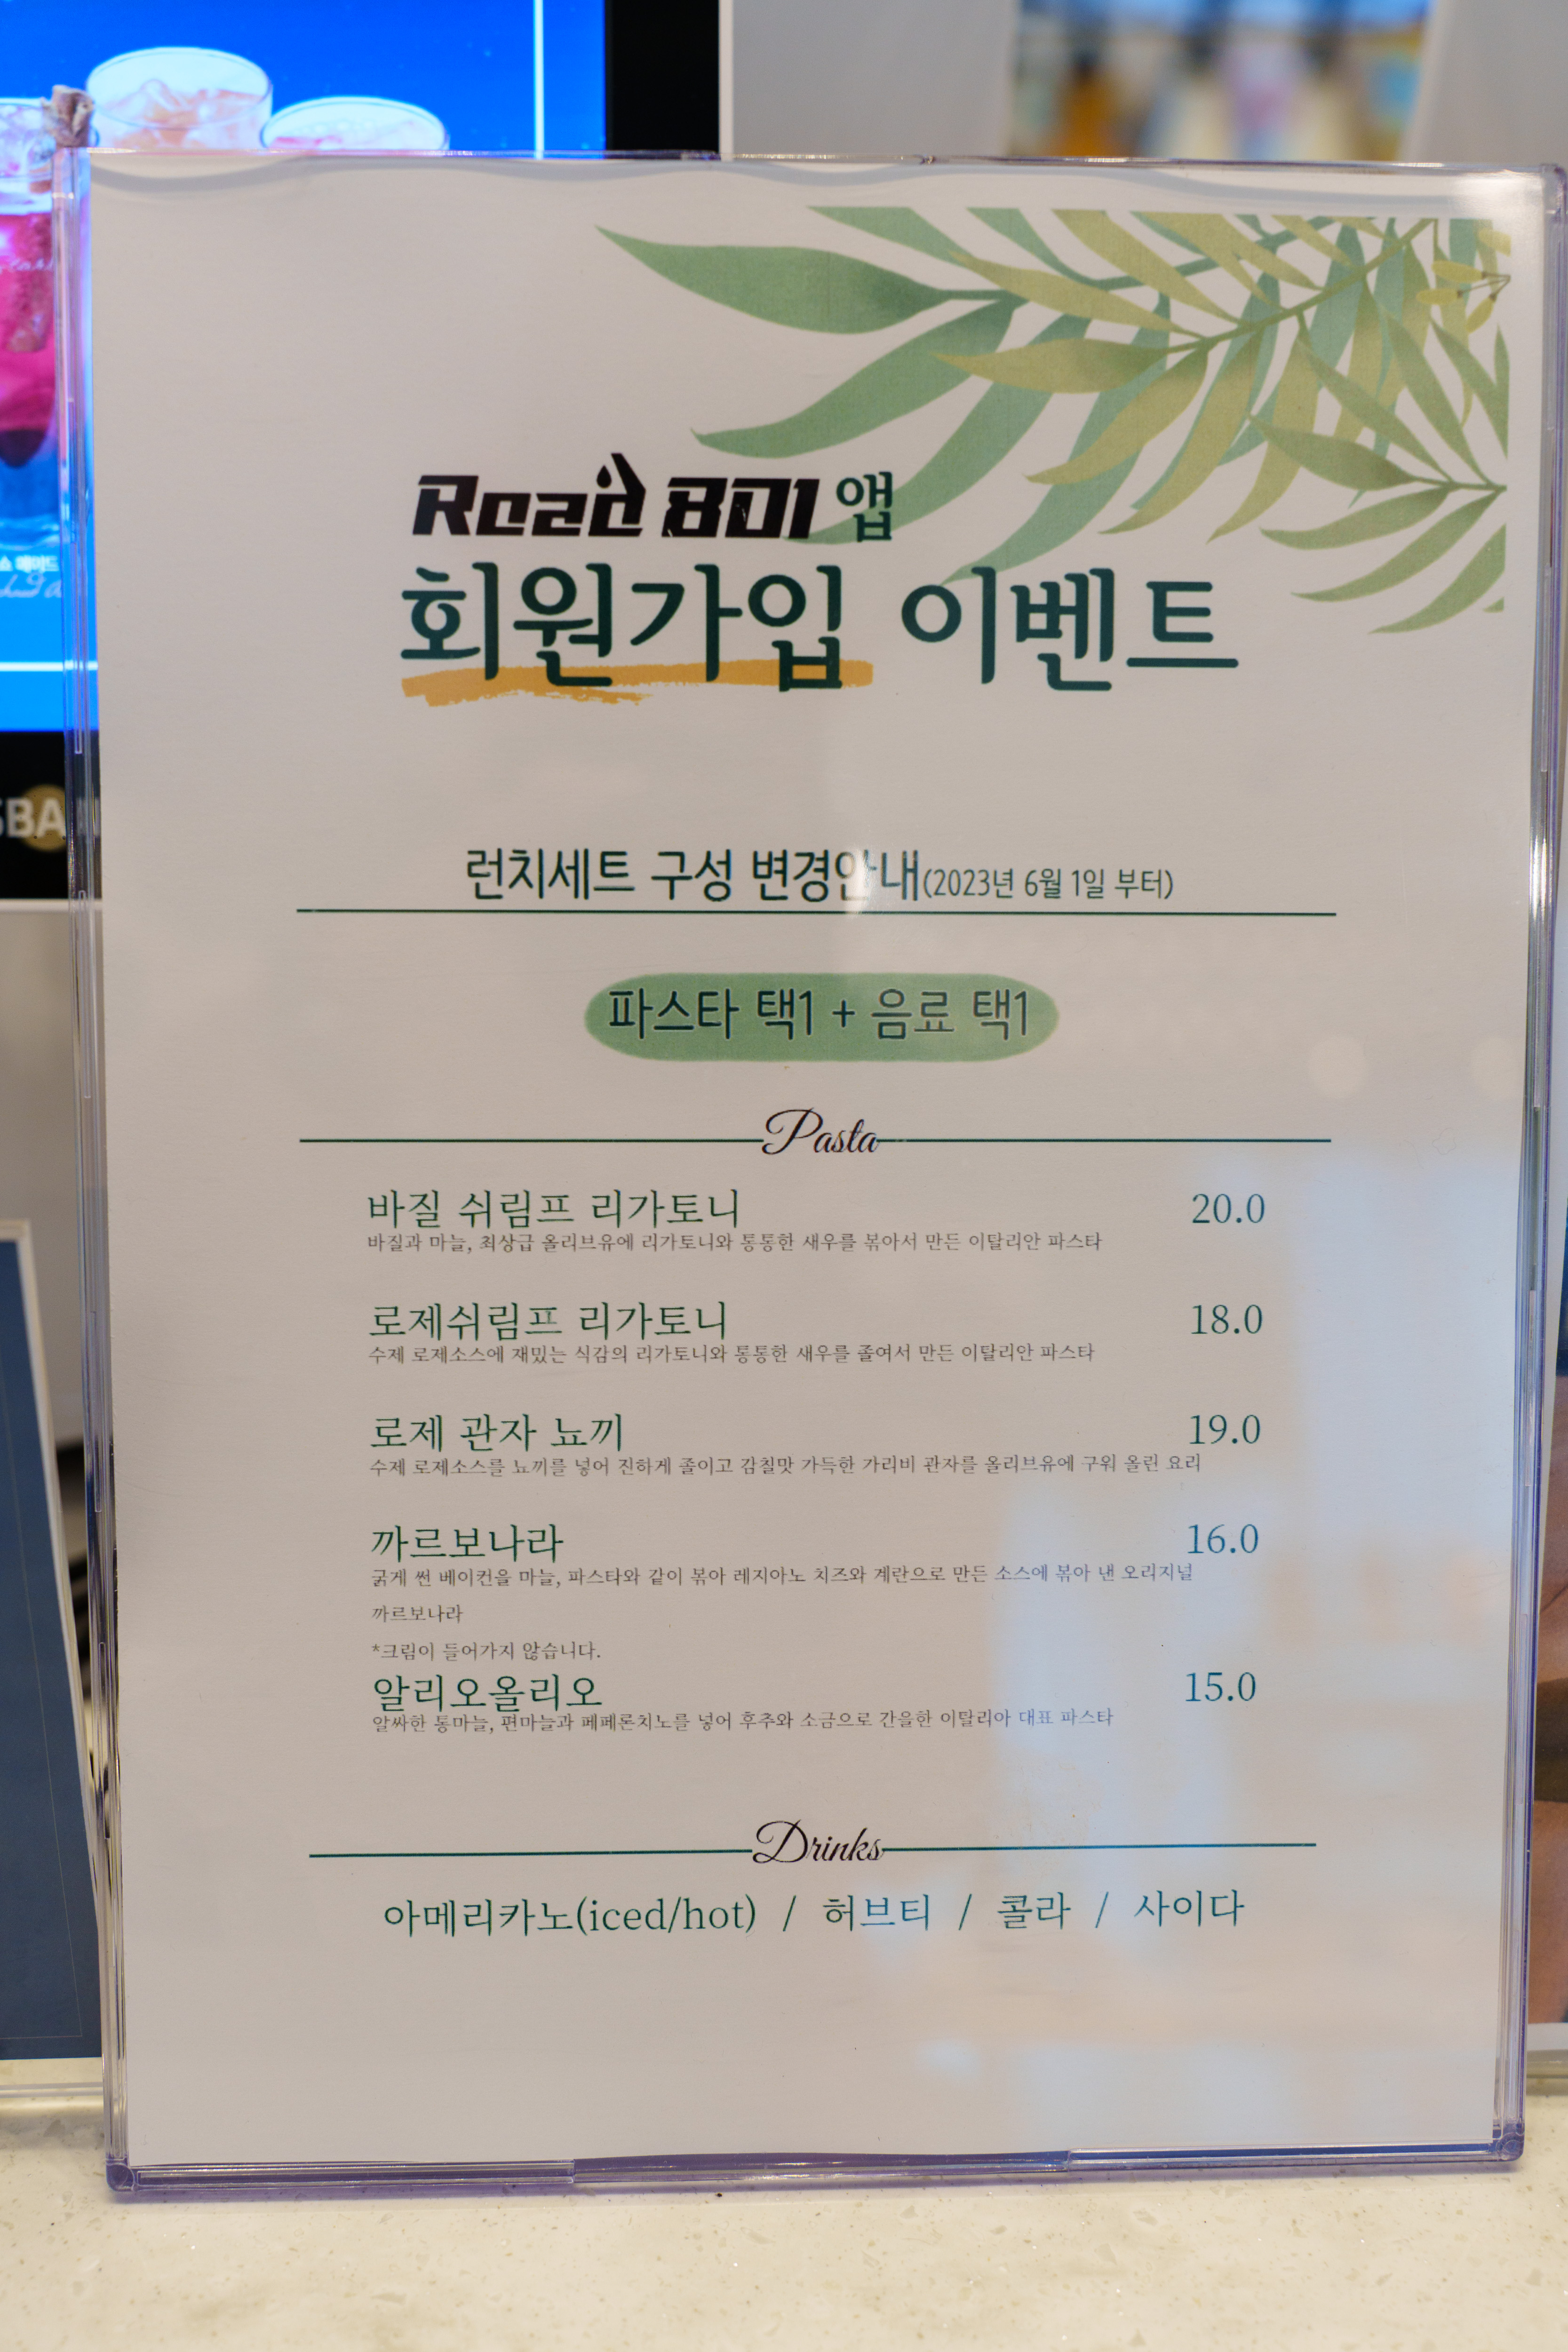 Road 801 앱
회원가입 이벤트
런치세트 구성 변경안내(2023년 6월 1일 부터)
파스타 택1 + 음료 택1
Pasta
바질 쉬림프 리가토니 20.0
바질과 마늘, 최상급 올리브유에 리가토니와 통통한 새우를 볶아서 만든 이탈리안 파스타
로제쉬림프 리가토니 18.0
수제 로제소스에 재밌는 식감의 리가토니와 통통한 새우를 졸여서 만든 이탈리안 파스타
로제 관자 뇨끼 19.0
수제 로제소스를 뇨끼를 넣어 진하게 졸이고 감칠맛 가득한 가리비 관자를 올리브유에 구워 올린 요리
까르보나라 16.0
굵게 썬 베이컨을 마늘, 파스타와 같이 볶아 레지아노 치즈와 계란으로 만든 소스에 볶아 낸 오리지널
까르보나라
*크림이 들어가지 않습니다.
알리오올리오 15.0
알싸한 통마늘, 편마늘과 페페론치노를 넣어 후추와 소금으로 간을한 이탈리아 대표 파스타
Drinks
아메리카노(iced/hot) / 허브티 / 콜라 / 사이다